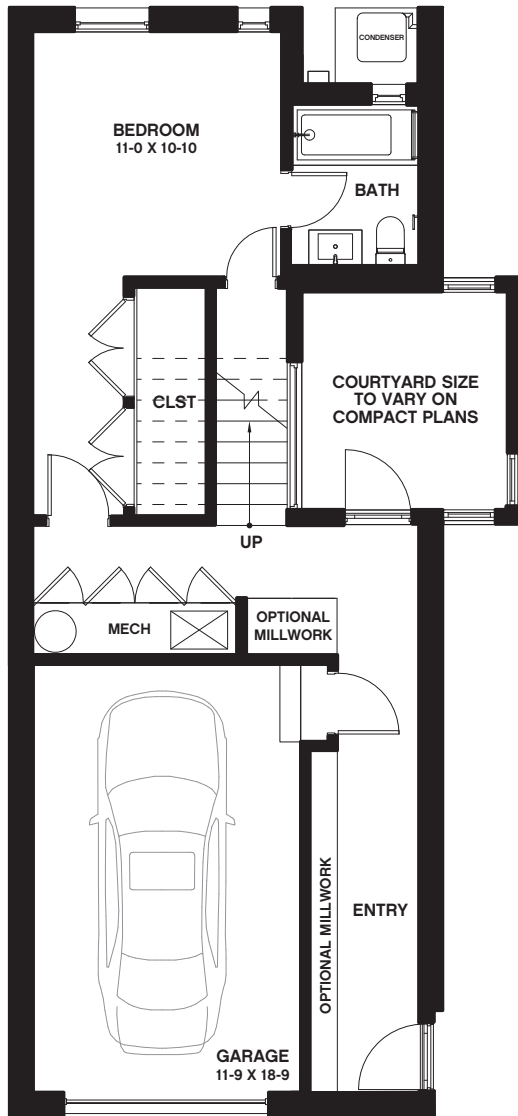 CONDENSER
BEDROOM
11-0 X 10-10
BATH
COURTYARD SIZE
TO VARY ON
COMPACT PLANS
CLST
UP
OPTIONAL
MILLWORK
MECH
OPTIONAL MILLWORK
ENTRY
GARAGE
11-9 X 18-9